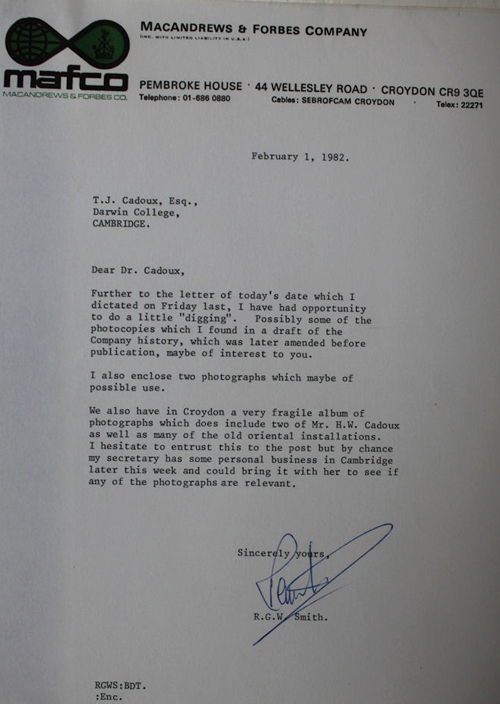 MACANDREWS & FORBES COMPANY
(INC. WITH LIMITED LIABILITY IN U.S.A.)
mafco
MACANDREWS & FORBES CO.
PEMBROKE HOUSE · 44 WELLESLEY ROAD · CROYDON CR9 3QE
Telephone: 01-686 0880 Cables: SEBROFCAM CROYDON · Telex: 22271
February 1, 1982.
T.J. Cadoux, Esq.,
Darwin College,
CAMBRIDGE.
Dear Dr. Cadoux,
Further to the letter of today's date which I
dictated on Friday last, I have had opportunity
to do a little "digging". Possibly some of the
photocopies which I found in a draft of the
Company history, which was later amended before
publication, maybe of interest to you.
I also enclose two photographs which maybe of
possible use.
We also have in Croydon a very fragile album of
photographs which does include two of Mr. H.W. Cadoux
as well as many of the old oriental installations.
I hesitate to entrust this to the post but by chance
my secretary has some personal business in Cambridge
later this week and could bring it with her to see if
any of the photographs are relevant.
Sincerely yours,
R.G.W. Smith.
RGWS:BDT.
:Enc.